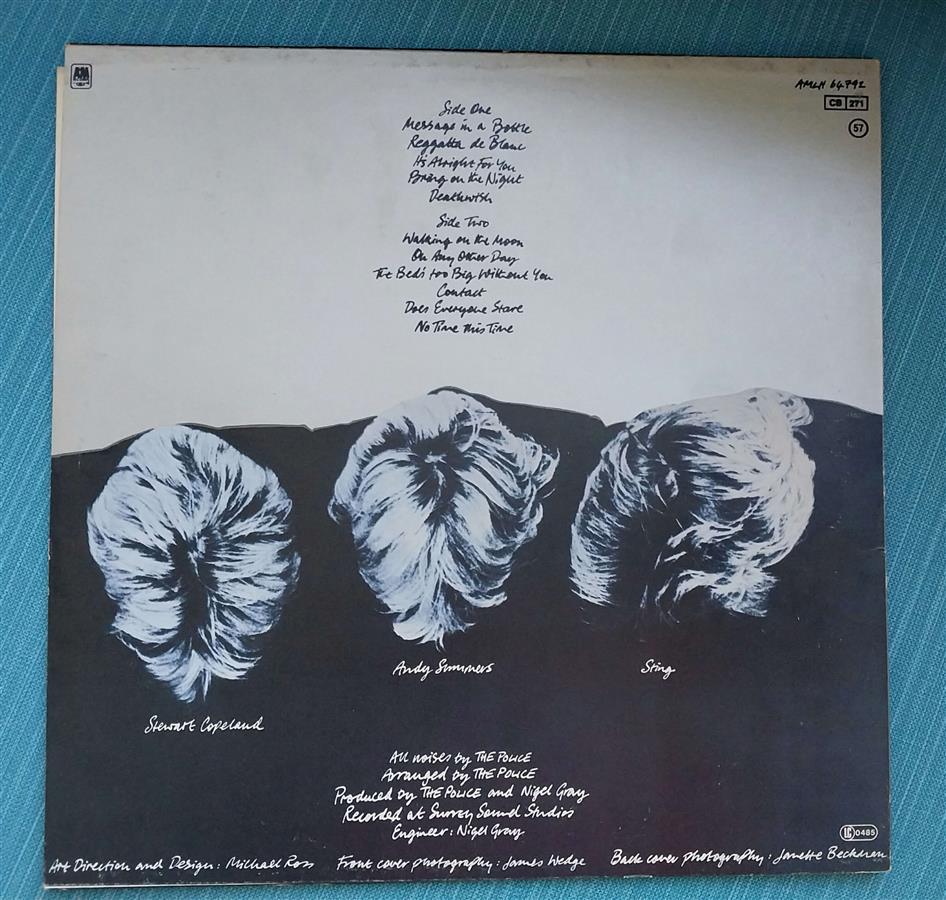 A&M
AMLH 64792
CB 271
57
Side One
Message in a Bottle
Reggatta de Blanc
It's Alright For You
Bring on the Night
Deathwish
Side Two
Walking on the Moon
On Any Other Day
The Bed's too Big Without You
Contact
Does Everyone Stare
No Time this Time
Andy Summers
Sting
Stewart Copeland
All noises by THE POLICE
Arranged by THE POLICE
Produced by THE POLICE and Nigel Gray
Recorded at Surrey Sound Studios
Engineer: Nigel Gray
LC 0485
Art Direction and Design: Michael Ross Front cover photography: James Wedge Back cover photography: Janette Beckman